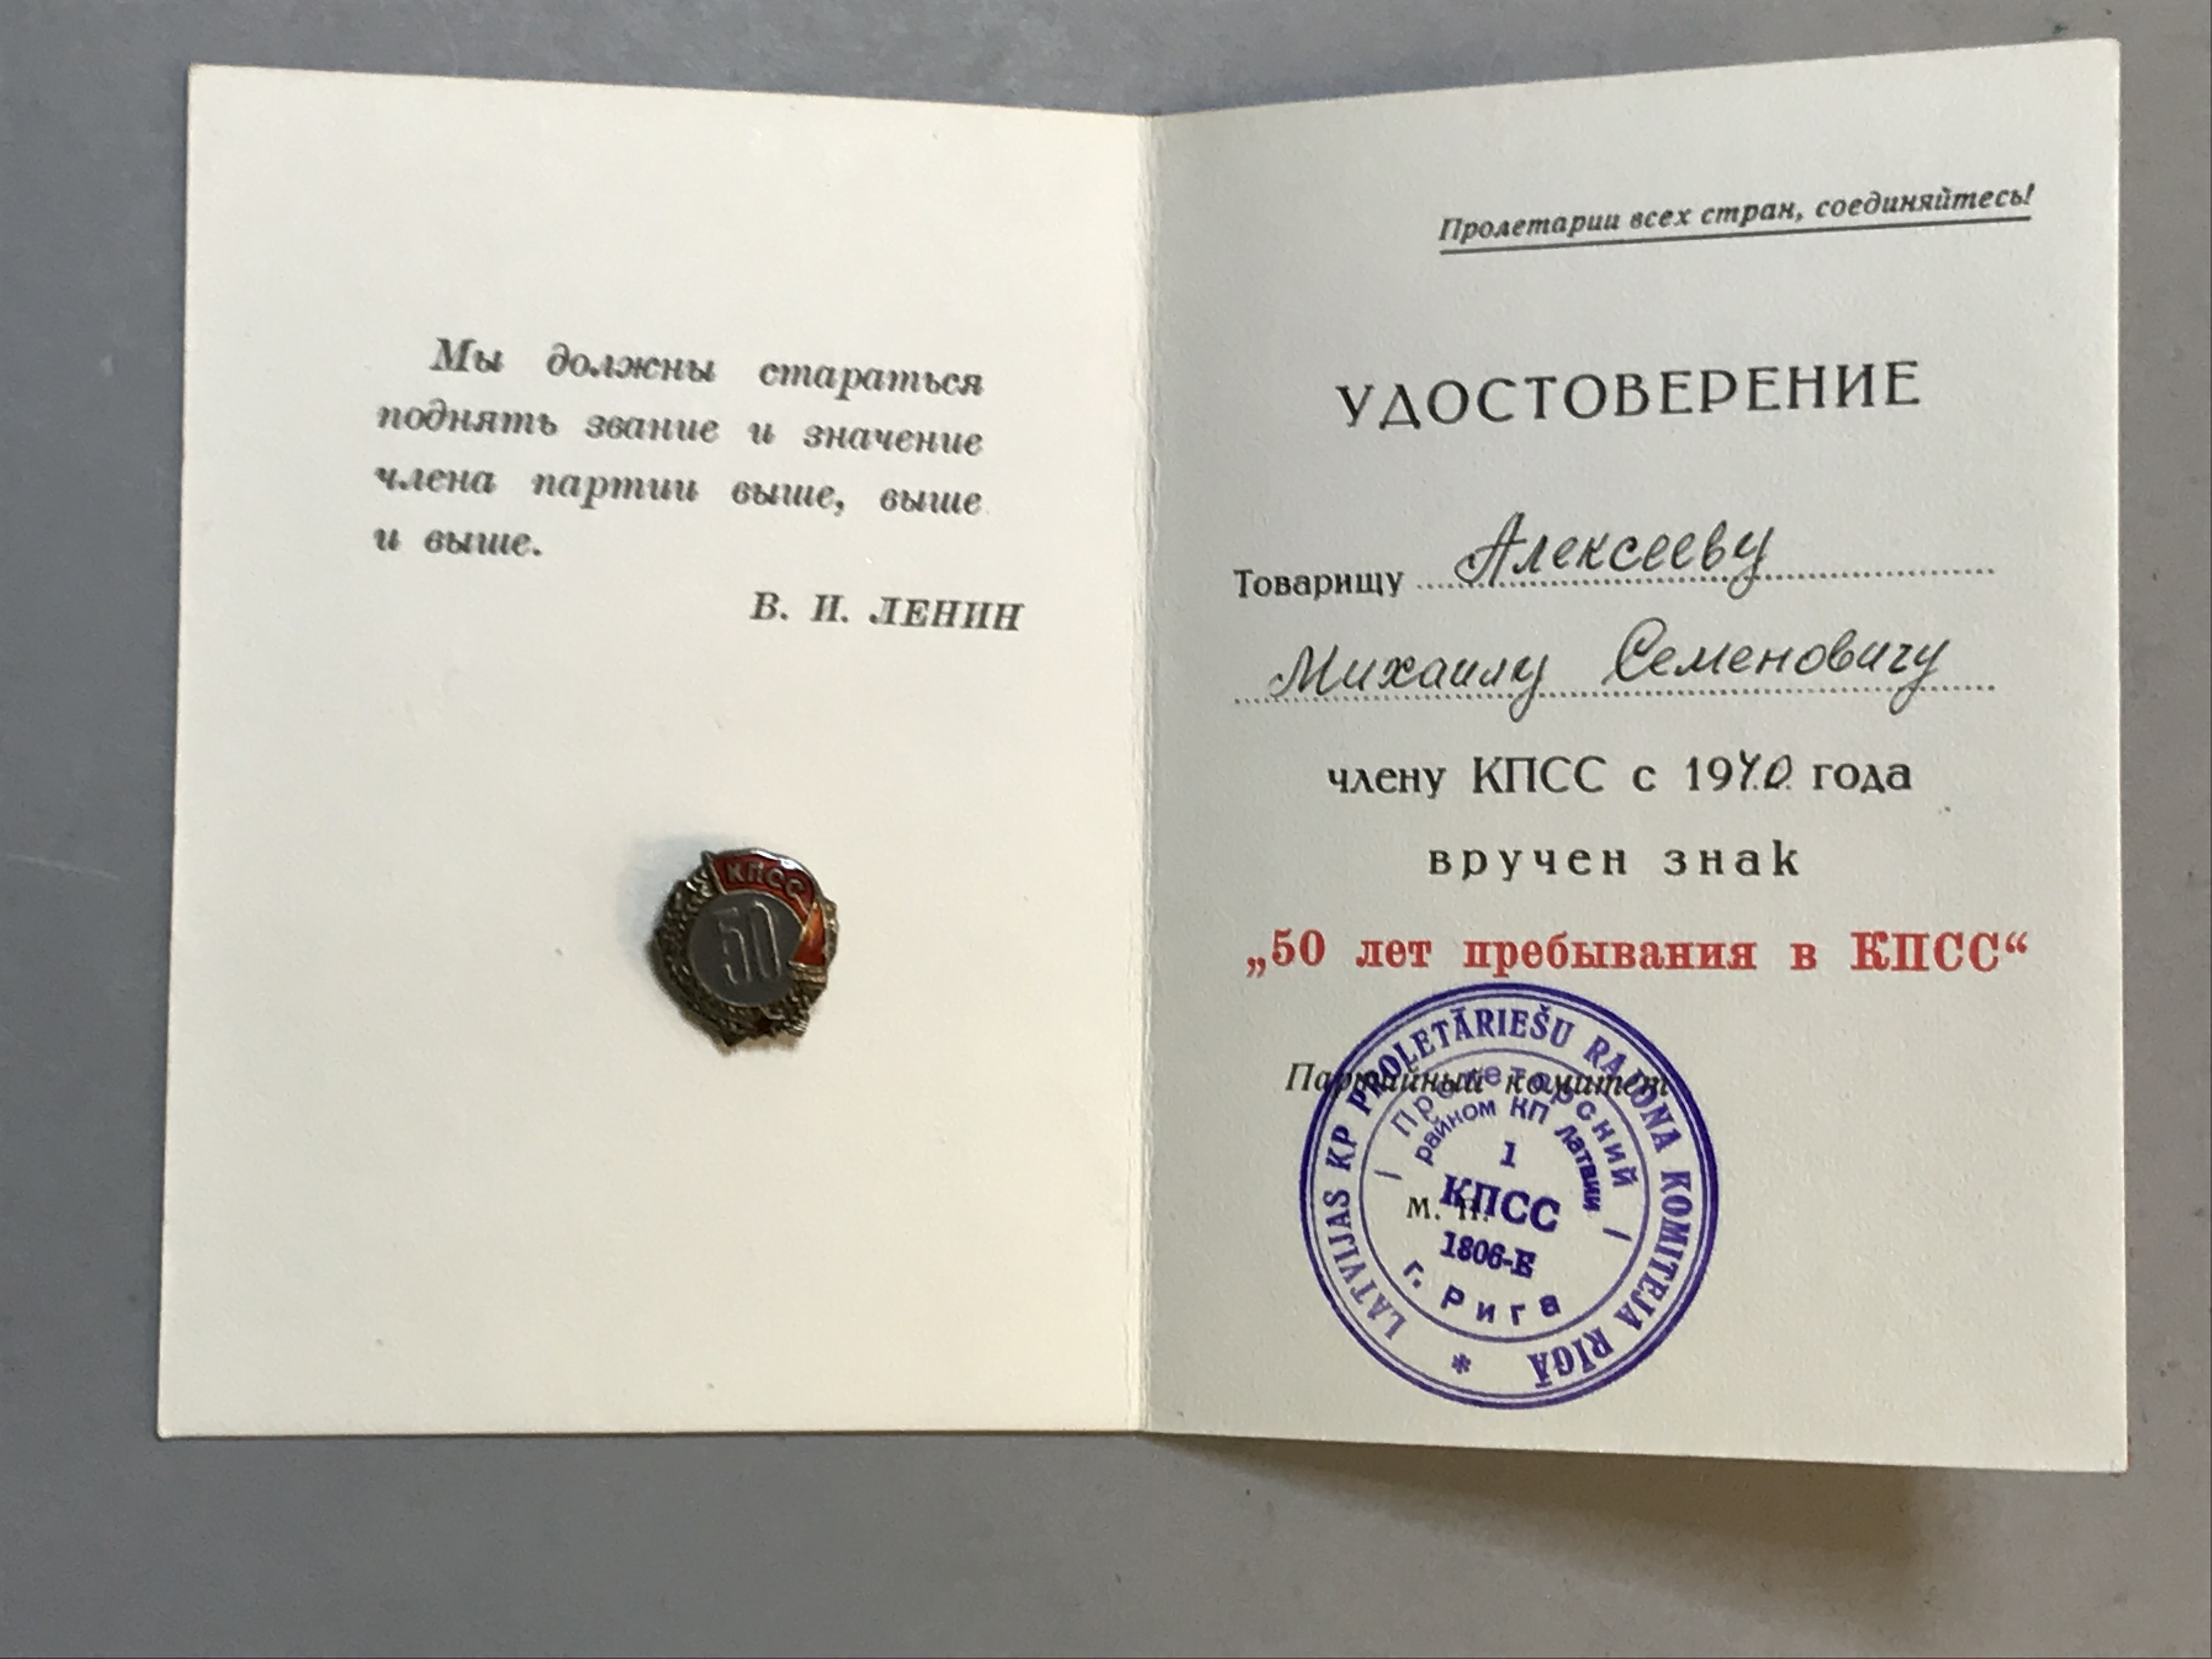 Мы должны стараться
поднять звание и значение
члена партии выше, выше
и выше.
В. И. ЛЕНИН
КПСС
50
Пролетарии всех стран, соединяйтесь!
УДОСТОВЕРЕНИЕ
Товарищу Алексееву
Михаилу Семеновичу
члену КПСС с 1940 года
вручен знак
„50 лет пребывания в КПСС“
Партийный комитет
М. П.
LATVIJAS KP PROLETĀRIEŠU RAJONA KOMITEJA RĪGĀ *
Пролетарский
райком КП Латвии
1
КПСС
1806-Е
г. Рига